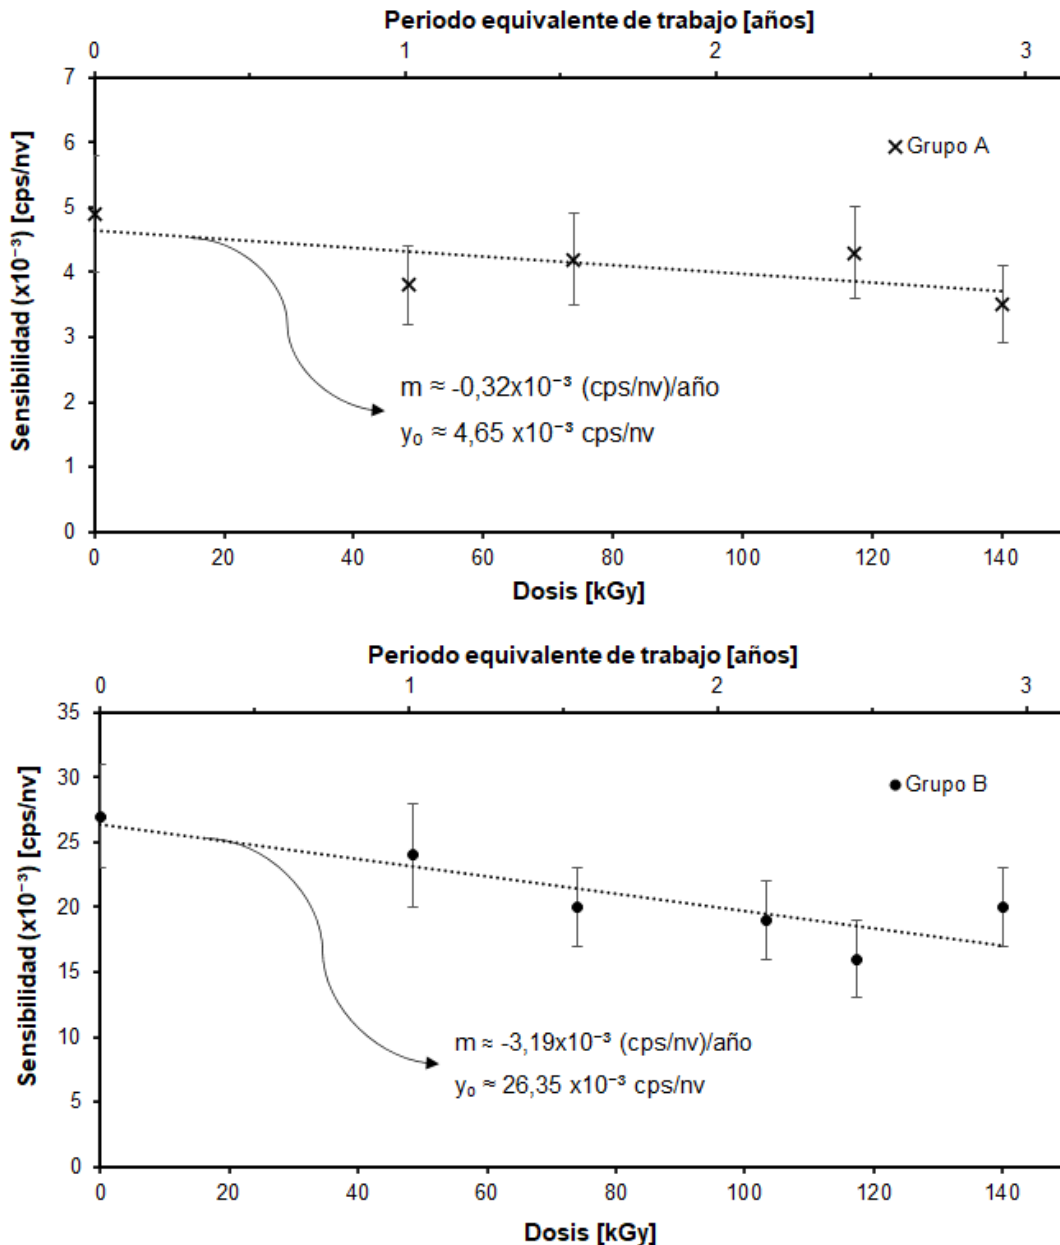 Periodo equivalente de trabajo [años]
0 1 2 3
7
6
5
4
3
2
1
0
Sensibilidad (x10⁻³) [cps/nv]
Grupo A
m ≈ -0,32x10⁻³ (cps/nv)/año
y₀ ≈ 4,65 x10⁻³ cps/nv
0 20 40 60 80 100 120 140
Dosis [kGy]
Periodo equivalente de trabajo [años]
0 1 2 3
35
30
25
20
15
10
5
0
Sensibilidad (x10⁻³) [cps/nv]
Grupo B
m ≈ -3,19x10⁻³ (cps/nv)/año
y₀ ≈ 26,35 x10⁻³ cps/nv
0 20 40 60 80 100 120 140
Dosis [kGy]